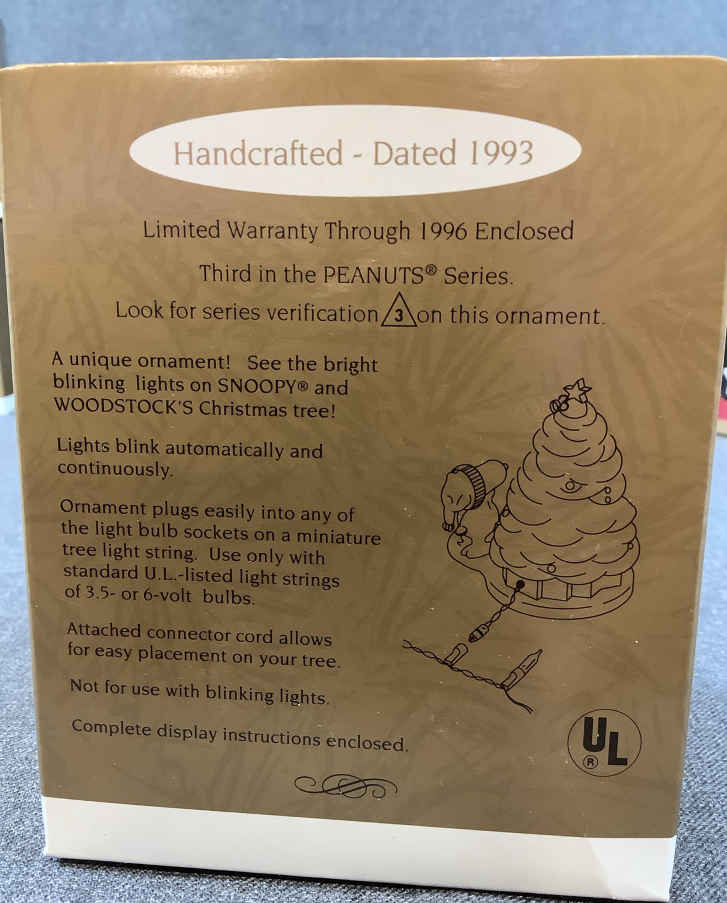 Handcrafted - Dated 1993
Limited Warranty Through 1996 Enclosed
Third in the PEANUTS® Series.
Look for series verification 3 on this ornament.
A unique ornament! See the bright
blinking lights on SNOOPY® and
WOODSTOCK'S Christmas tree!
Lights blink automatically and
continuously.
Ornament plugs easily into any of
the light bulb sockets on a miniature
tree light string. Use only with
standard U.L.-listed light strings
of 3.5- or 6-volt bulbs.
Attached connector cord allows
for easy placement on your tree.
Not for use with blinking lights.
Complete display instructions enclosed.
UL
®